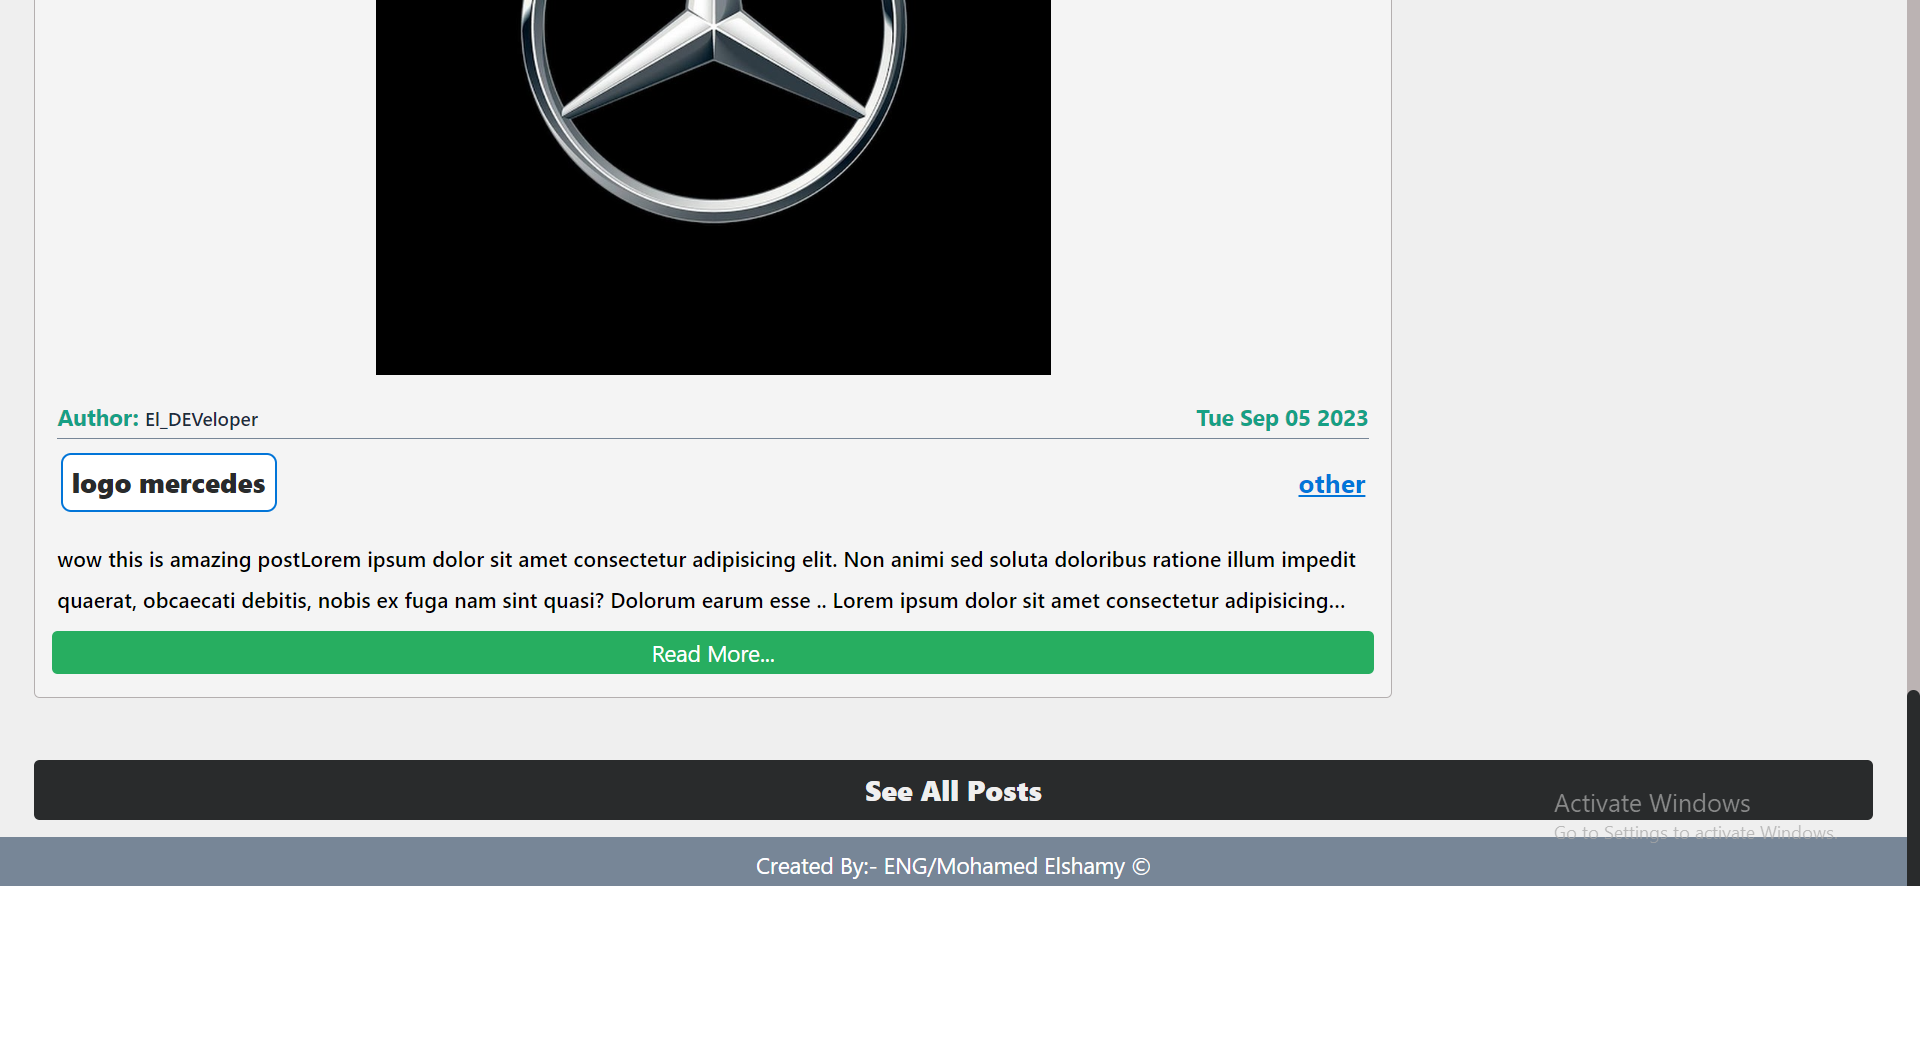 Author: El_DEVeloper
Tue Sep 05 2023
logo mercedes
other
wow this is amazing postLorem ipsum dolor sit amet consectetur adipisicing elit. Non animi sed soluta doloribus ratione illum impedit
quaerat, obcaecati debitis, nobis ex fuga nam sint quasi? Dolorum earum esse .. Lorem ipsum dolor sit amet consectetur adipisicing...
Read More...
See All Posts
Activate Windows
Go to Settings to activate Windows.
Created By:- ENG/Mohamed Elshamy ©